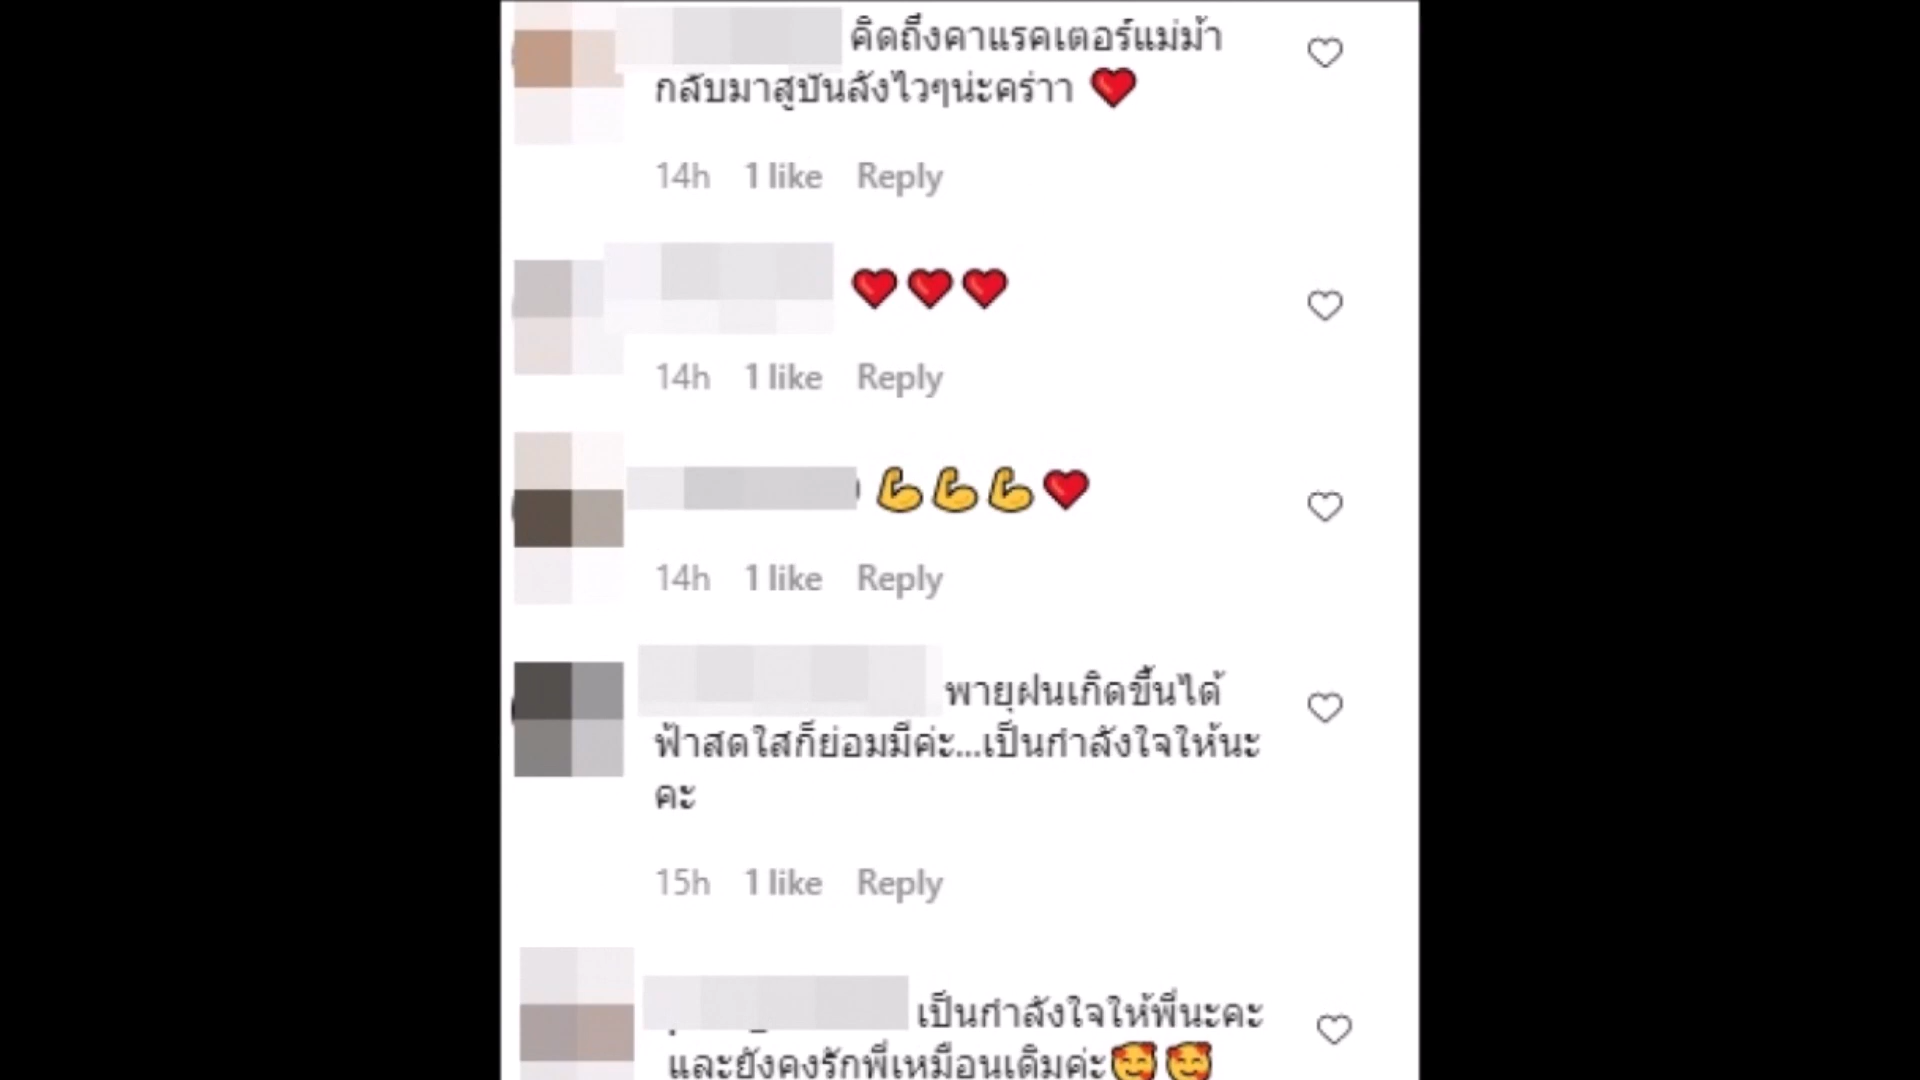 คิดถึงคาแรคเตอร์แม่ม้า
กลับมาสู่บันลังไวๆน่ะคร่าา ❤️
14h 1 like Reply
❤️❤️❤️
14h 1 like Reply
💪💪💪❤️
14h 1 like Reply
พายุฝนเกิดขึ้นได้
ฟ้าสดใสก็ย่อมมีค่ะ...เป็นกำลังใจให้นะ
คะ
15h 1 like Reply
เป็นกำลังใจให้พี่นะคะ
และยังคงรักพี่เหมือนเดิมค่ะ🥰🥰